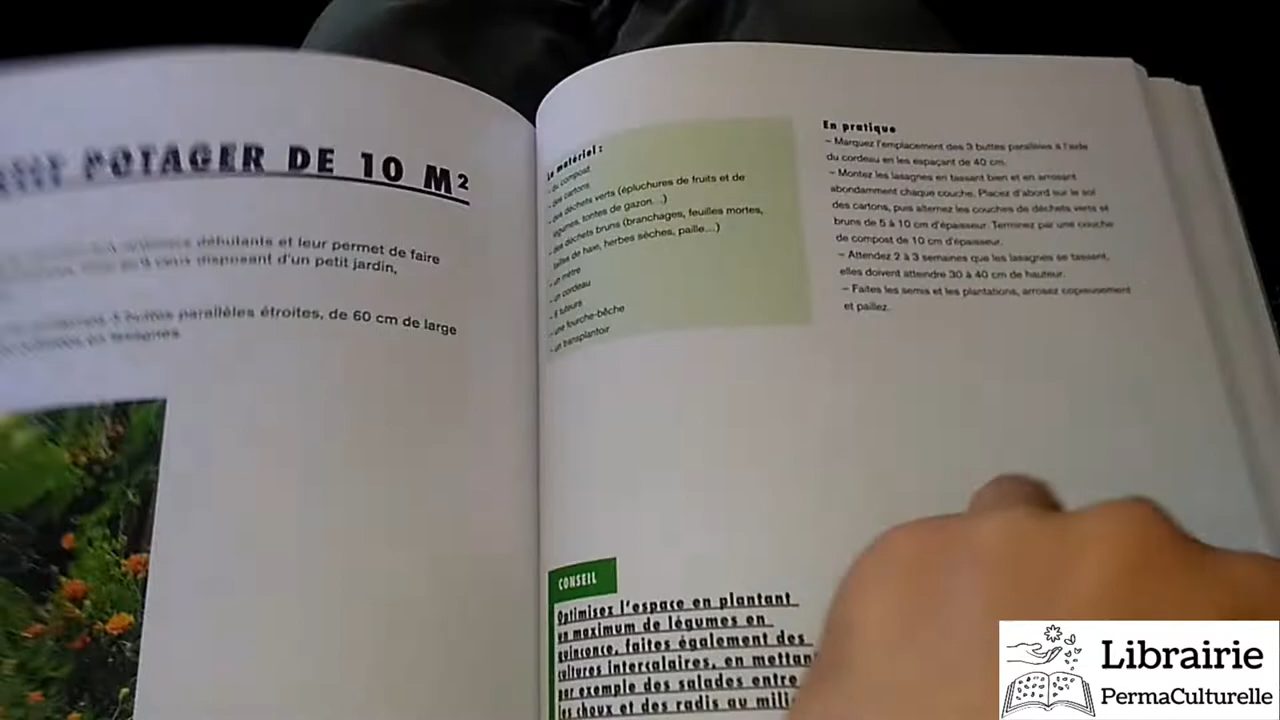 POTAGER DE 10 M²
débutants et leur permet de faire
disposant d'un petit jardin,
buttes parallèles étroites, de 60 cm de large
Le matériel :
– du compost
– des cartons
– des déchets verts (épluchures de fruits et de
légumes, tontes de gazon...)
– des déchets bruns (branchages, feuilles mortes,
tailles de haie, herbes sèches, paille...)
– un mètre
– un cordeau
– 6 tuteurs
– une fourche-bêche
– un transplantoir
CONSEIL
Optimisez l'espace en plantant
un maximum de légumes en
quinconce, faites également des
cultures intercalaires, en mettan
par exemple des salades entre
les choux et des radis au mili
En pratique
– Marquez l'emplacement des 3 buttes parallèles à l'aide
du cordeau en les espaçant de 40 cm.
– Montez les lasagnes en tassant bien et en arrosant
abondamment chaque couche. Placez d'abord sur le sol
des cartons, puis alternez les couches de déchets verts et
bruns de 5 à 10 cm d'épaisseur. Terminez par une couche
de compost de 10 cm d'épaisseur.
– Attendez 2 à 3 semaines que les lasagnes se tassent,
elles doivent atteindre 30 à 40 cm de hauteur.
– Faites les semis et les plantations, arrosez copieusement
et paillez.
Librairie
PermaCulturelle